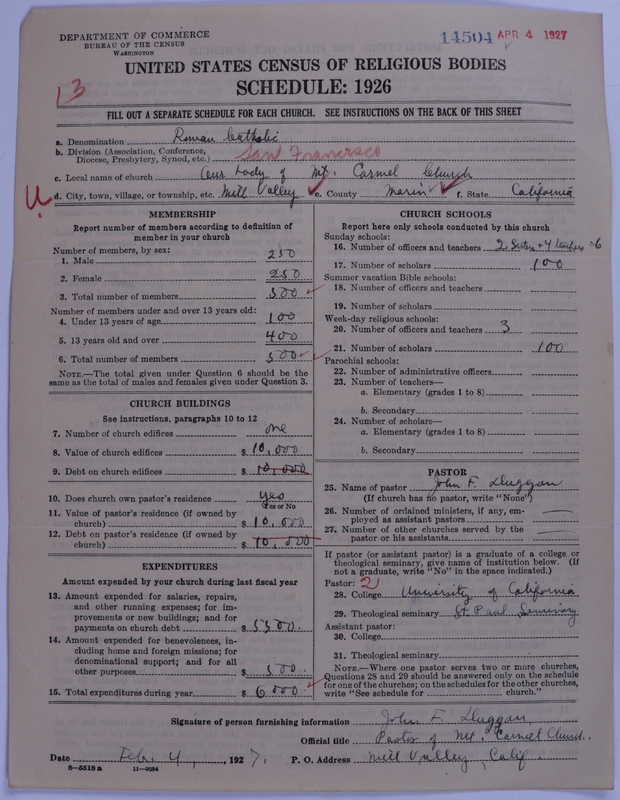 DEPARTMENT OF COMMERCE
BUREAU OF THE CENSUS
WASHINGTON
14504 APR 4 1927
UNITED STATES CENSUS OF RELIGIOUS BODIES
SCHEDULE: 1926
13
FILL OUT A SEPARATE SCHEDULE FOR EACH CHURCH. SEE INSTRUCTIONS ON THE BACK OF THIS SHEET
a. Denomination Roman Catholic
b. Division (Association, Conference, Diocese, Presbytery, Synod, etc.) San Francisco
c. Local name of church Our Lady of Mt. Carmel Church
d. City, town, village, or township, etc. Mill Valley e. County Marin f. State California
U.
MEMBERSHIP
Report number of members according to definition of member in your church
Number of members, by sex:
1. Male 250
2. Female 250
3. Total number of members 500
Number of members under and over 13 years old:
4. Under 13 years of age 100
5. 13 years old and over 400
6. Total number of members 500
NOTE.—The total given under Question 6 should be the same as the total of males and females given under Question 3.
CHURCH BUILDINGS
See instructions, paragraphs 10 to 12
7. Number of church edifices one
8. Value of church edifices $ 10,000
9. Debt on church edifices $ 10,000
10. Does church own pastor's residence yes
Yes or No
11. Value of pastor's residence (if owned by church) $ 10,000
12. Debt on pastor's residence (if owned by church) $ 10,000
EXPENDITURES
Amount expended by your church during last fiscal year
13. Amount expended for salaries, repairs, and other running expenses; for improvements on new buildings; and for payments on church debt $ 5500.
14. Amount expended for benevolences, including home and foreign missions; for denominational support; and for all other purposes $ 500.
15. Total expenditures during year $ 6000.
CHURCH SCHOOLS
Report here only schools conducted by this church
Sunday schools:
16. Number of officers and teachers 2 Sisters + 4 teachers = 6
17. Number of scholars 100
Summer vacation Bible schools:
18. Number of officers and teachers
19. Number of scholars
Week-day religious schools:
20. Number of officers and teachers 3
21. Number of scholars 100
Parochial schools:
22. Number of administrative officers
23. Number of teachers—
a. Elementary (grades 1 to 8)
b. Secondary
24. Number of scholars—
a. Elementary (grades 1 to 8)
b. Secondary
PASTOR
25. Name of pastor John F. Duggan
(If church has no pastor, write "None")
26. Number of ordained ministers, if any, employed as assistant pastors
27. Number of other churches served by the pastor or his assistants
If pastor (or assistant pastor) is a graduate of a college or theological seminary, give name of institution below. (If not a graduate, write "No" in the space indicated.)
Pastor: 2
28. College University of California
29. Theological seminary St. Paul Seminary
Assistant pastor:
30. College
31. Theological seminary
NOTE.—Where one pastor serves two or more churches, Questions 28 and 29 should be answered only on the schedule for one of the churches; on the schedules for the other churches, write "See schedule for church."
Signature of person furnishing information John F. Duggan
Official title Pastor of Mt. Carmel Church.
Date Feb. 4, 1927. P. O. Address Mill Valley, Calif.
8—5518 a 11—9034